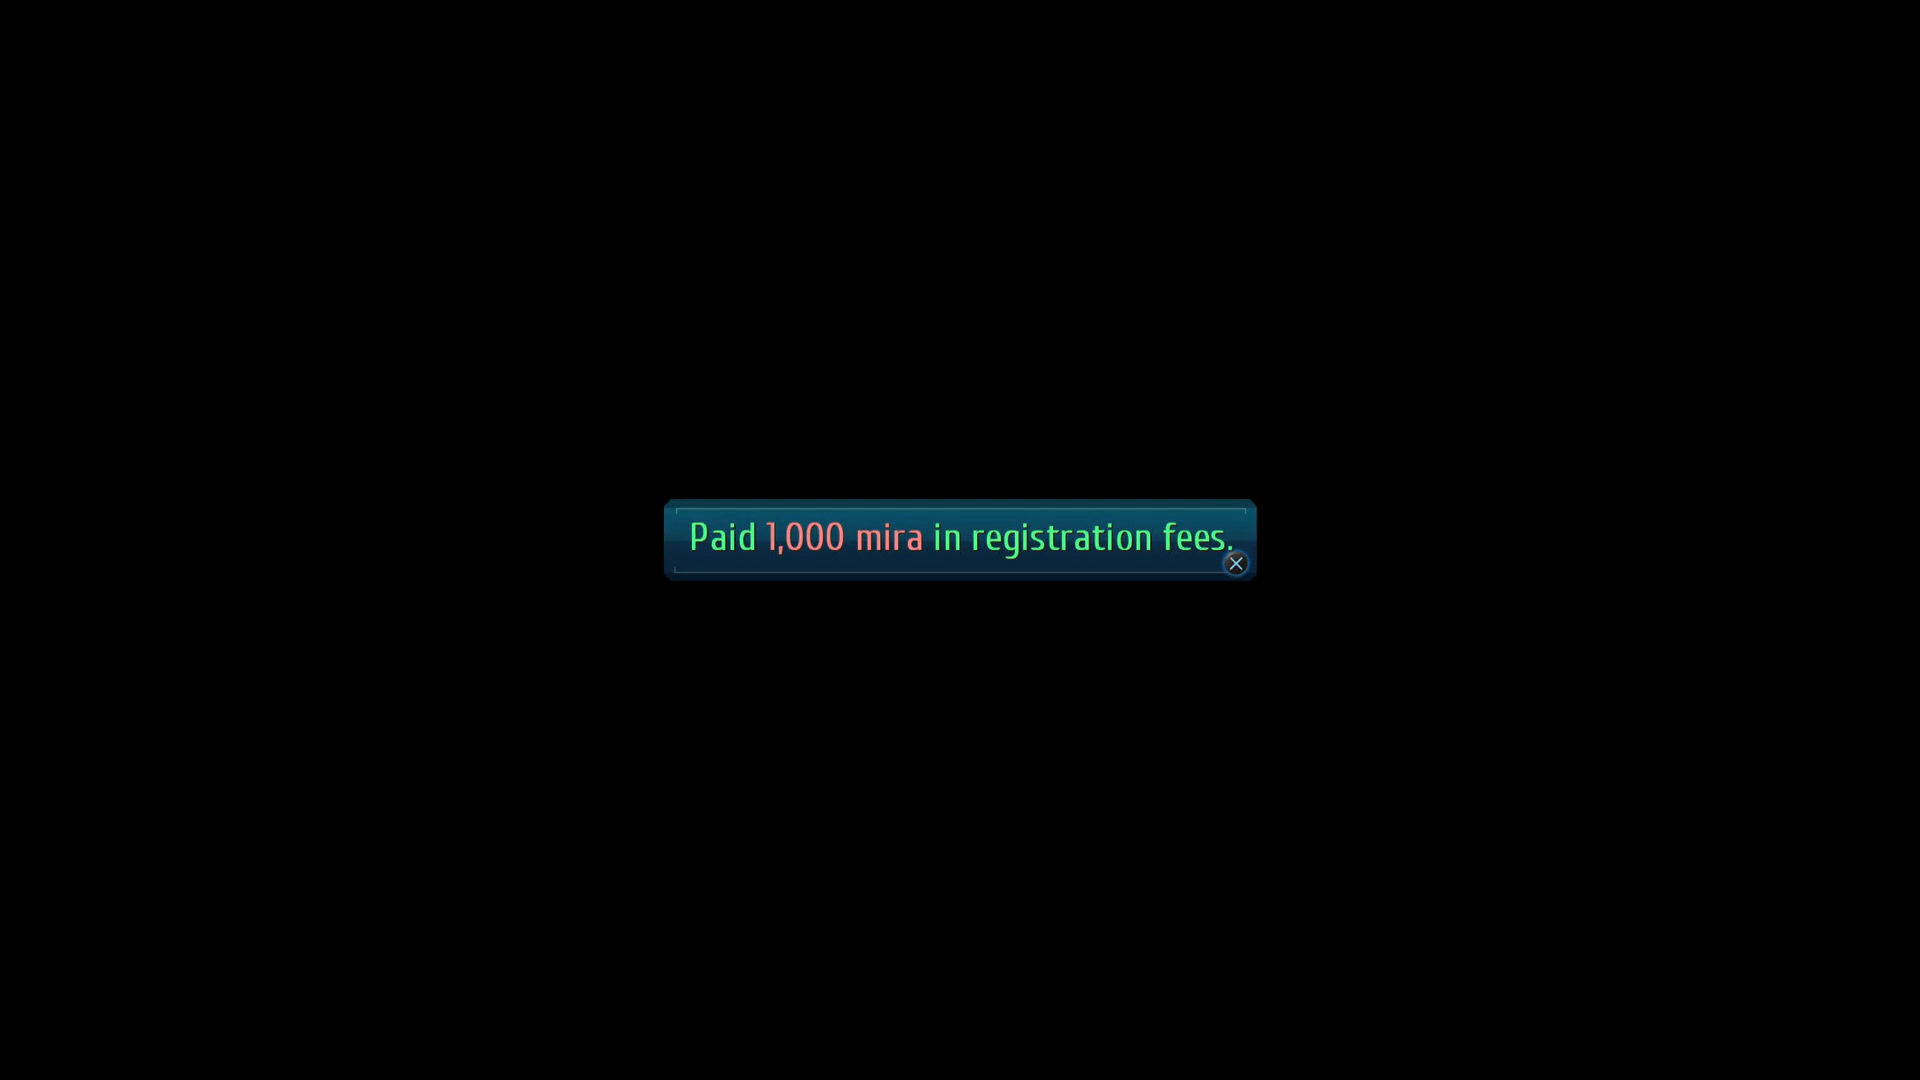 Paid 1,000 mira in registration fees.